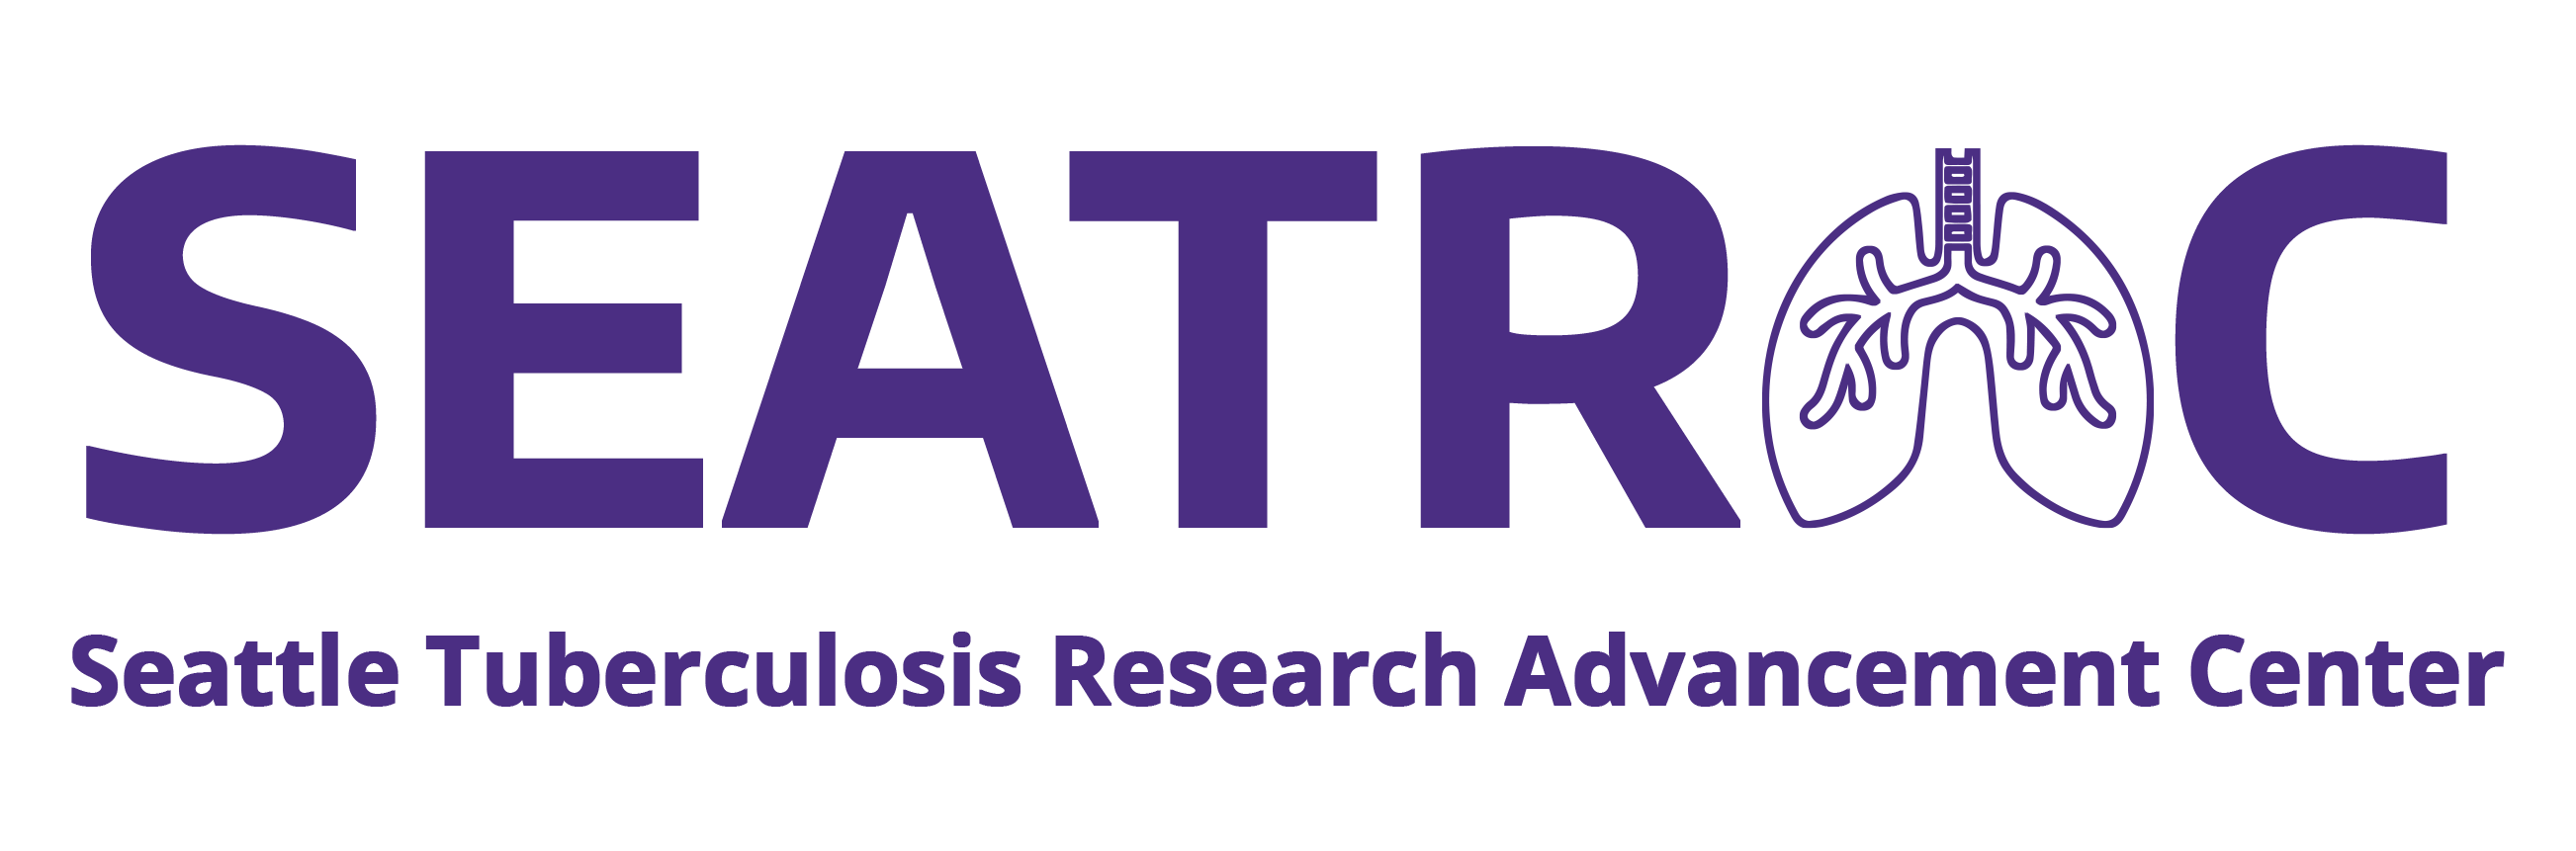 SEATRAC
Seattle Tuberculosis Research Advancement Center